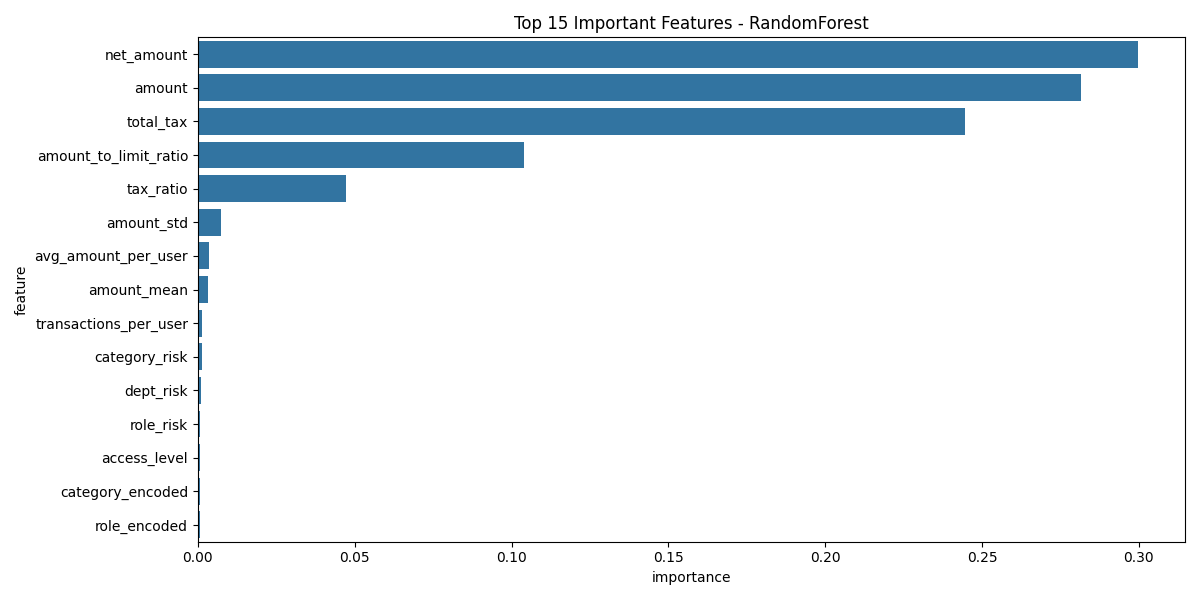 Top 15 Important Features - RandomForest
feature
net_amount
amount
total_tax
amount_to_limit_ratio
tax_ratio
amount_std
avg_amount_per_user
amount_mean
transactions_per_user
category_risk
dept_risk
role_risk
access_level
category_encoded
role_encoded
0.00 0.05 0.10 0.15 0.20 0.25 0.30
importance